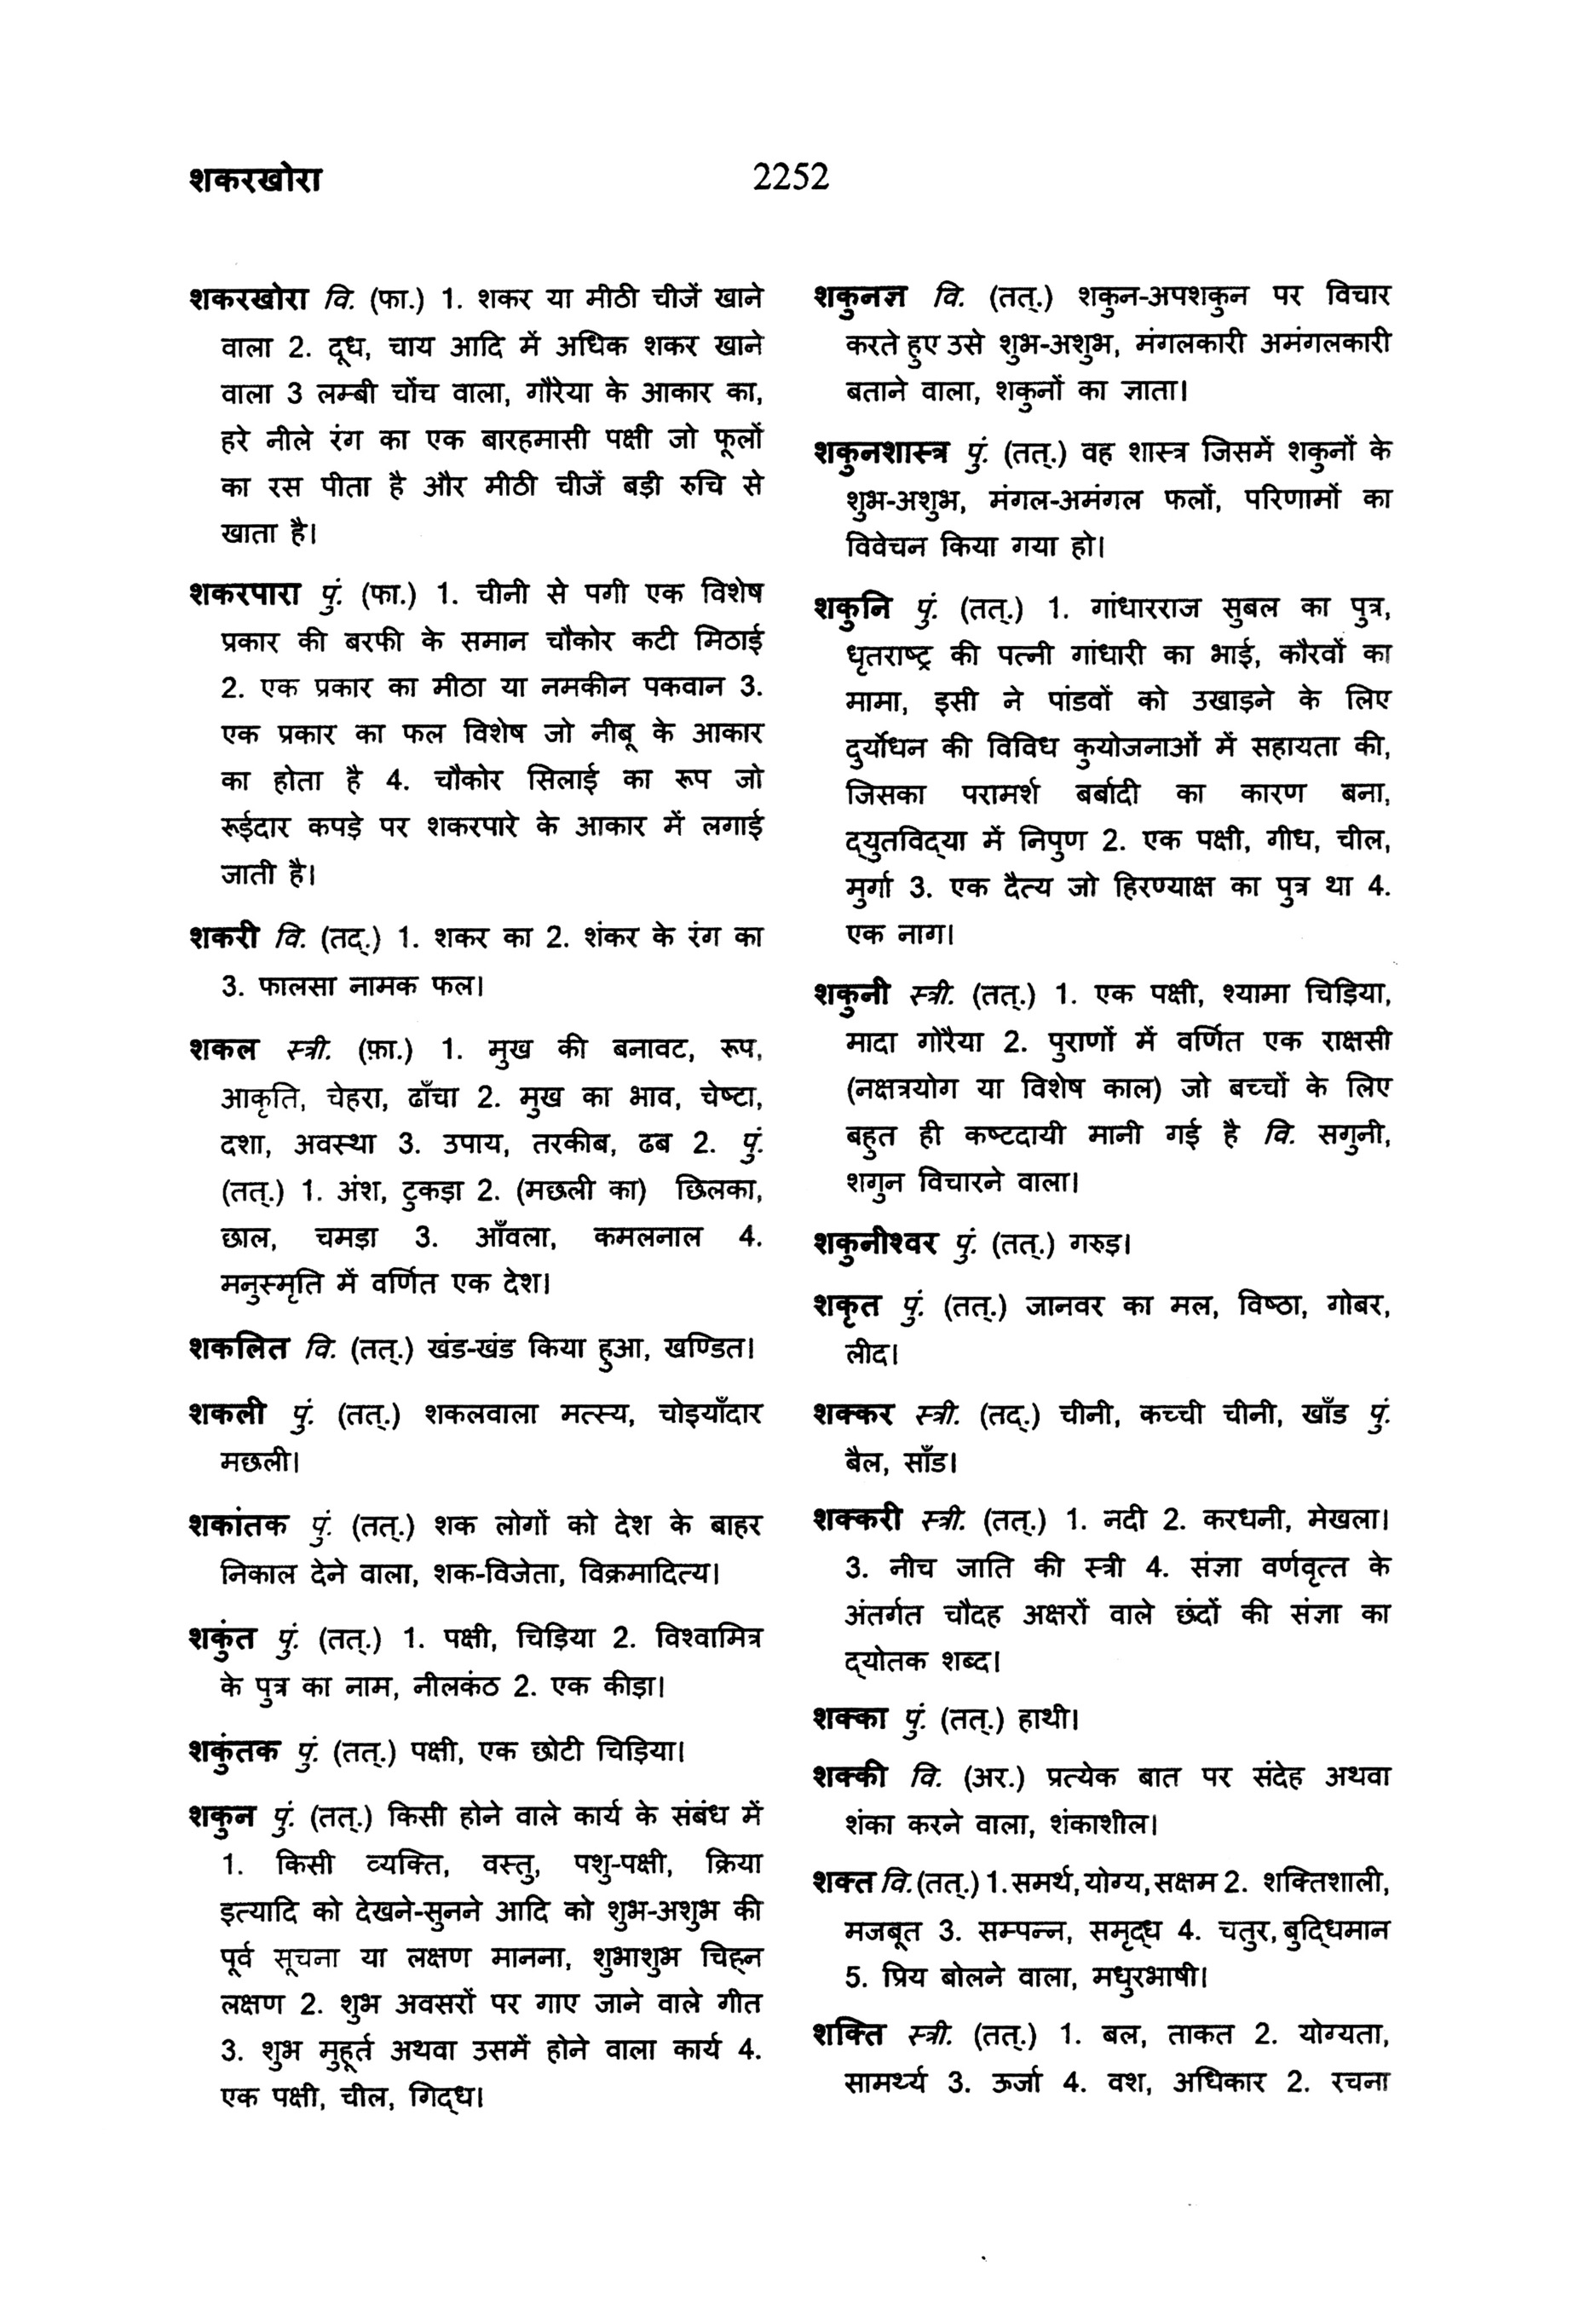 शकरखोरा
2252
शकरखोरा वि. (फा.) 1. शकर या मीठी चीजें खाने
वाला 2. दूध, चाय आदि में अधिक शकर खाने
वाला 3 लम्बी चोंच वाला, गौरेया के आकार का,
हरे नीले रंग का एक बारहमासी पक्षी जो फूलों
का रस पीता है और मीठी चीजें बड़ी रुचि से
खाता है।
शकरपारा पुं. (फा.) 1. चीनी से पगी एक विशेष
प्रकार की बरफी के समान चौकोर कटी मिठाई
2. एक प्रकार का मीठा या नमकीन पकवान 3.
एक प्रकार का फल विशेष जो नीबू के आकार
का होता है 4. चौकोर सिलाई का रूप जो
रूईदार कपड़े पर शकरपारे के आकार में लगाई
जाती है।
शकरी वि. (तद्.) 1. शकर का 2. शंकर के रंग का
3. फालसा नामक फल।
शकल स्त्री. (फ़ा.) 1. मुख की बनावट, रूप,
आकृति, चेहरा, ढाँचा 2. मुख का भाव, चेष्टा,
दशा, अवस्था 3. उपाय, तरकीब, ढब 2. पुं.
(तत्.) 1. अंश, टुकड़ा 2. (मछली का) छिलका,
छाल, चमड़ा 3. आँवला, कमलनाल 4.
मनुस्मृति में वर्णित एक देश।
शकलित वि. (तत्.) खंड-खंड किया हुआ, खण्डित।
शकली पुं. (तत्.) शकलवाला मत्स्य, चोइयाँदार
मछली।
शकांतक पुं. (तत्.) शक लोगों को देश के बाहर
निकाल देने वाला, शक-विजेता, विक्रमादित्य।
शकुंत पुं. (तत्.) 1. पक्षी, चिड़िया 2. विश्वामित्र
के पुत्र का नाम, नीलकंठ 2. एक कीड़ा।
शकुंतक पुं. (तत्.) पक्षी, एक छोटी चिड़िया।
शकुन पुं. (तत्.) किसी होने वाले कार्य के संबंध में
1. किसी व्यक्ति, वस्तु, पशु-पक्षी, क्रिया
इत्यादि को देखने-सुनने आदि को शुभ-अशुभ की
पूर्व सूचना या लक्षण मानना, शुभाशुभ चिह्न
लक्षण 2. शुभ अवसरों पर गाए जाने वाले गीत
3. शुभ मुहूर्त अथवा उसमें होने वाला कार्य 4.
एक पक्षी, चील, गिद्ध।
शकुनज्ञ वि. (तत्.) शकुन-अपशकुन पर विचार
करते हुए उसे शुभ-अशुभ, मंगलकारी अमंगलकारी
बताने वाला, शकुनों का ज्ञाता।
शकुनशास्त्र पुं. (तत्.) वह शास्त्र जिसमें शकुनों के
शुभ-अशुभ, मंगल-अमंगल फलों, परिणामों का
विवेचन किया गया हो।
शकुनि पुं. (तत्.) 1. गांधारराज सुबल का पुत्र,
धृतराष्ट्र की पत्नी गांधारी का भाई, कौरवों का
मामा, इसी ने पांडवों को उखाड़ने के लिए
दुर्योधन की विविध कुयोजनाओं में सहायता की,
जिसका परामर्श बर्बादी का कारण बना,
द्युतविद्या में निपुण 2. एक पक्षी, गीध, चील,
मुर्गा 3. एक दैत्य जो हिरण्याक्ष का पुत्र था 4.
एक नाग।
शकुनी स्त्री. (तत्.) 1. एक पक्षी, श्यामा चिड़िया,
मादा गोरैया 2. पुराणों में वर्णित एक राक्षसी
(नक्षत्रयोग या विशेष काल) जो बच्चों के लिए
बहुत ही कष्टदायी मानी गई है वि. सगुनी,
शगुन विचारने वाला।
शकुनीश्वर पुं. (तत्.) गरुड़।
शकृत पुं. (तत्.) जानवर का मल, विष्ठा, गोबर,
लीद।
शक्कर स्त्री. (तद्.) चीनी, कच्ची चीनी, खाँड पुं.
बैल, साँड।
शक्करी स्त्री. (तत्.) 1. नदी 2. करधनी, मेखला।
3. नीच जाति की स्त्री 4. संज्ञा वर्णवृत्त के
अंतर्गत चौदह अक्षरों वाले छंदों की संज्ञा का
द्योतक शब्द।
शक्का पुं. (तत्.) हाथी।
शक्की वि. (अर.) प्रत्येक बात पर संदेह अथवा
शंका करने वाला, शंकाशील।
शक्त वि. (तत्.) 1. समर्थ, योग्य, सक्षम 2. शक्तिशाली,
मजबूत 3. सम्पन्न, समृद्ध 4. चतुर, बुद्धिमान
5. प्रिय बोलने वाला, मधुरभाषी।
शक्ति स्त्री. (तत्.) 1. बल, ताकत 2. योग्यता,
सामर्थ्य 3. ऊर्जा 4. वश, अधिकार 2. रचना